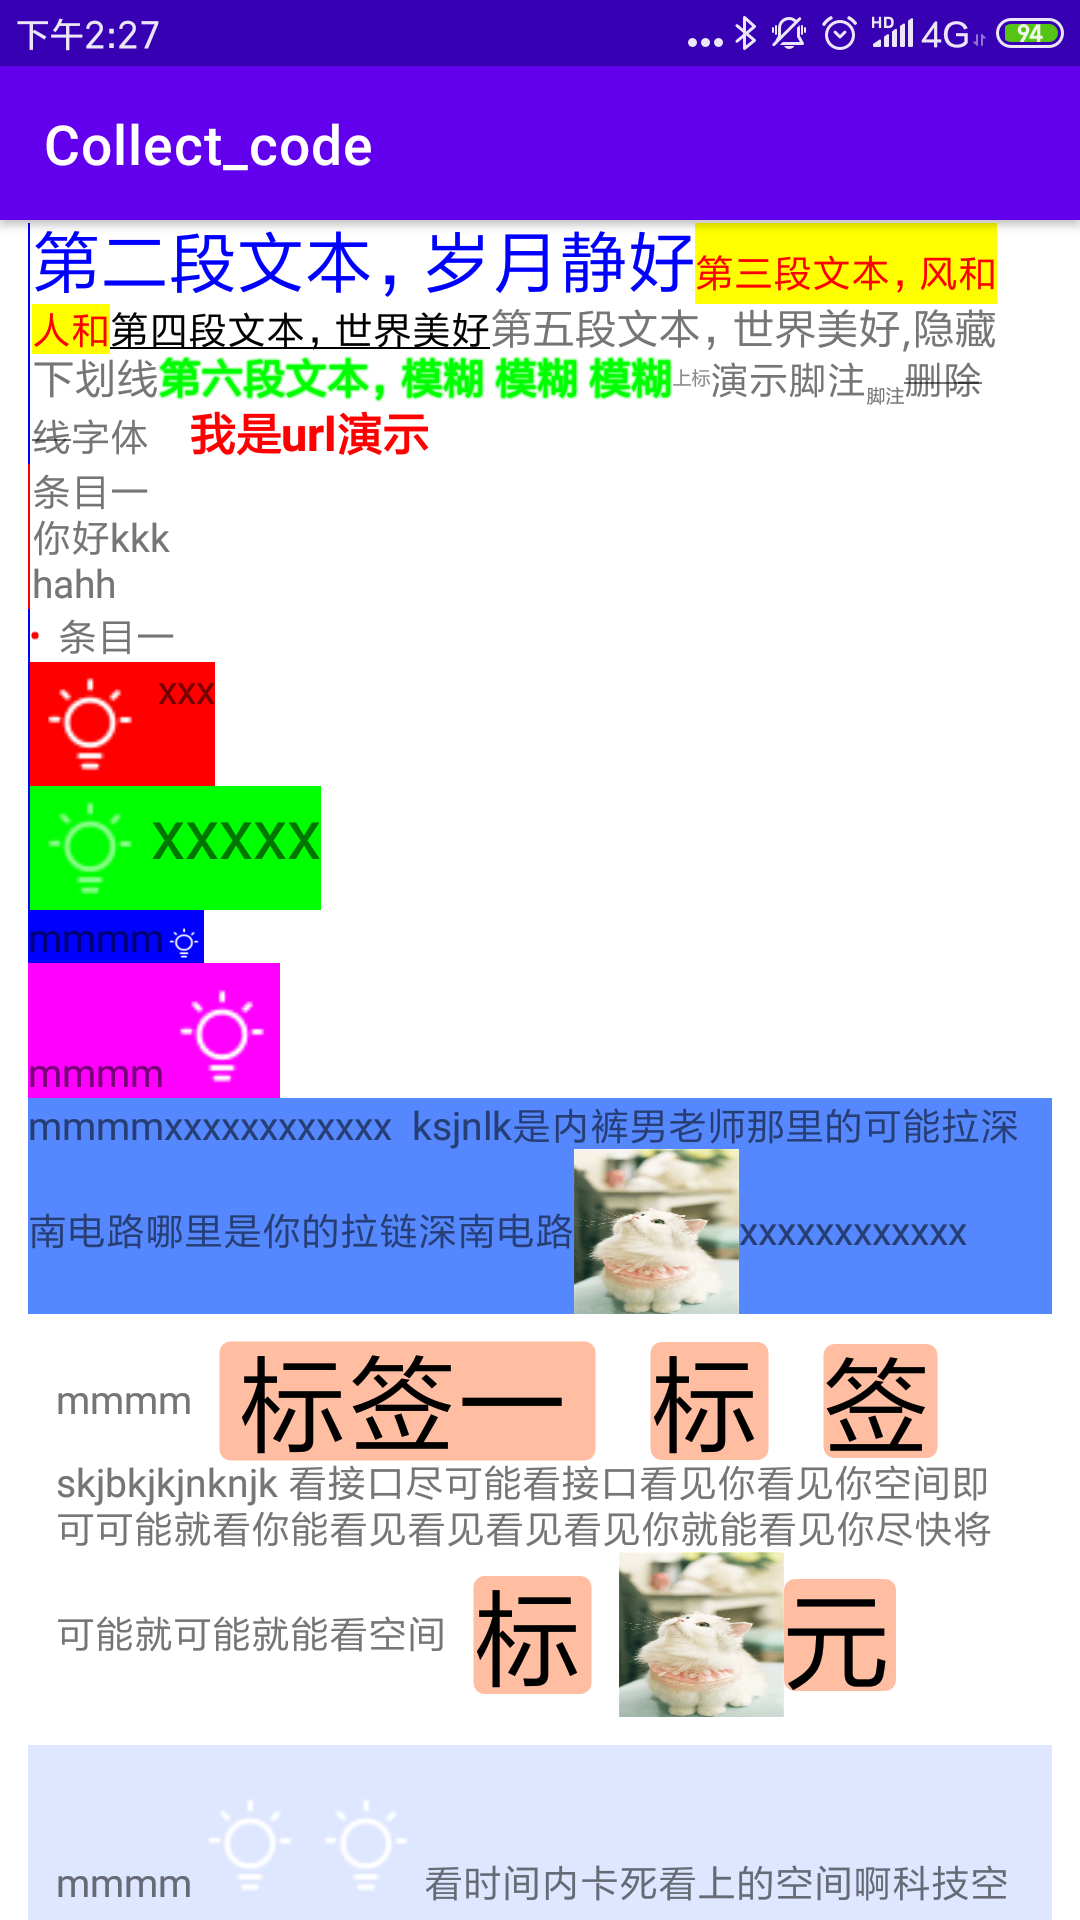 下午2:27 HD 4G 94
Collect_code
第二段文本，岁月静好第三段文本，风和
人和第四段文本，世界美好第五段文本，世界美好,隐藏
下划线第六段文本，模糊 模糊 模糊上标演示脚注脚注删除
线字体 我是url演示
条目一
你好kkk
hahh
条目一
xxx
xxxxx
mmmm
mmmm
mmmmxxxxxxxxxxxx ksjnlk是内裤男老师那里的可能拉深
南电路哪里是你的拉链深南电路xxxxxxxxxxxx
mmmm 标签一 标 签
skjbkjkjnknjk 看接口尽可能看接口看见你看见你空间即
可可能就看你能看见看见看见看见你就能看见你尽快将
可能就可能就能看空间 标 元
mmmm 看时间内卡死看上的空间啊科技空